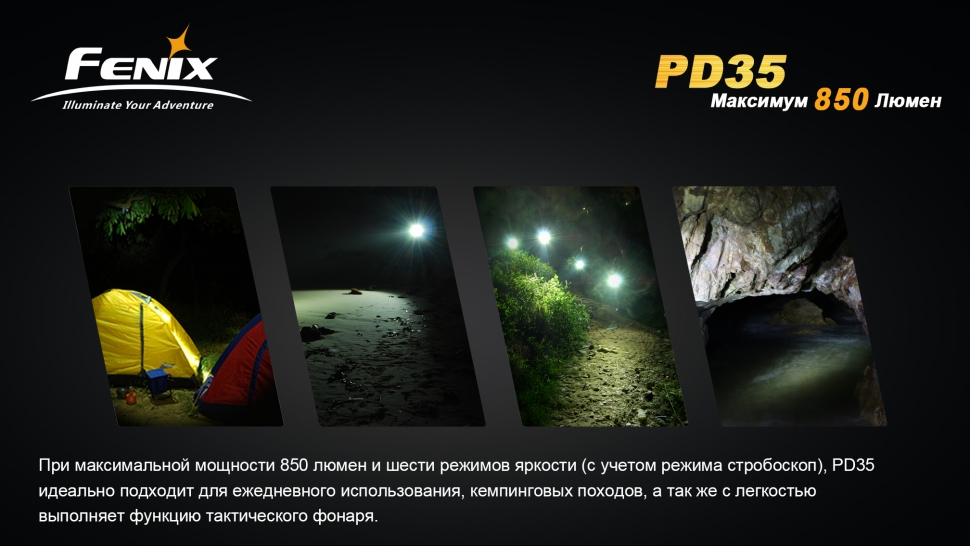 FENIX
Illuminate Your Adventure
PD35
Максимум 850 Люмен
При максимальной мощности 850 люмен и шести режимов яркости (с учетом режима стробоскоп), PD35
идеально подходит для ежедневного использования, кемпинговых походов, а так же с легкостью
выполняет функцию тактического фонаря.